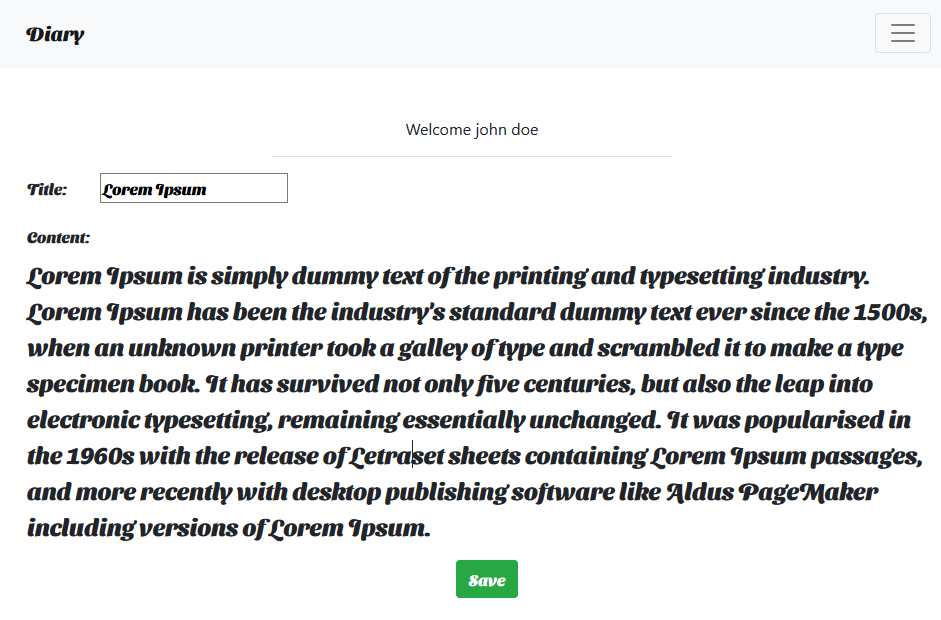 Diary
Welcome john doe
Title: Lorem Ipsum
Content:
Lorem Ipsum is simply dummy text of the printing and typesetting industry.
Lorem Ipsum has been the industry's standard dummy text ever since the 1500s,
when an unknown printer took a galley of type and scrambled it to make a type
specimen book. It has survived not only five centuries, but also the leap into
electronic typesetting, remaining essentially unchanged. It was popularised in
the 1960s with the release of Letraset sheets containing Lorem Ipsum passages,
and more recently with desktop publishing software like Aldus PageMaker
including versions of Lorem Ipsum.
Save